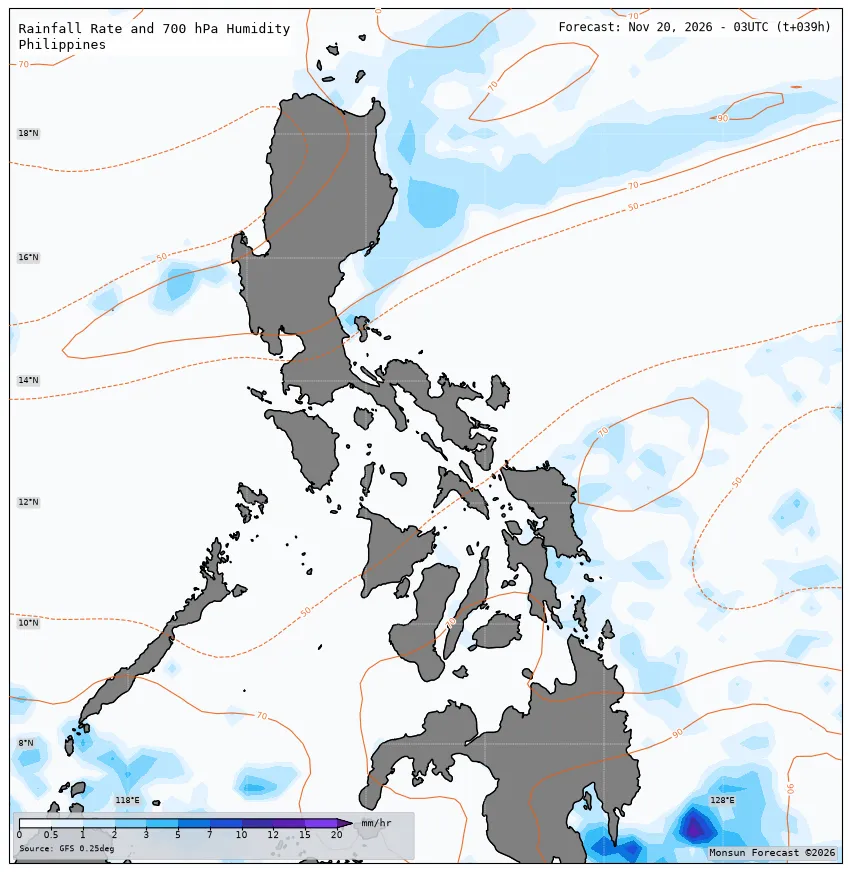 Rainfall Rate and 700 hPa Humidity
Philippines
Forecast: Nov 20, 2026 - 03UTC (t+039h)
70
0
70
70
90
18°N
70
50
16°N
50
14°N
70
50
12°N
10°N
50
70
70
90
8°N
90
118°E
128°E
0 0.5 1 2 3 5 7 10 12 15 20 mm/hr
Source: GFS 0.25deg
Monsun Forecast ©2026